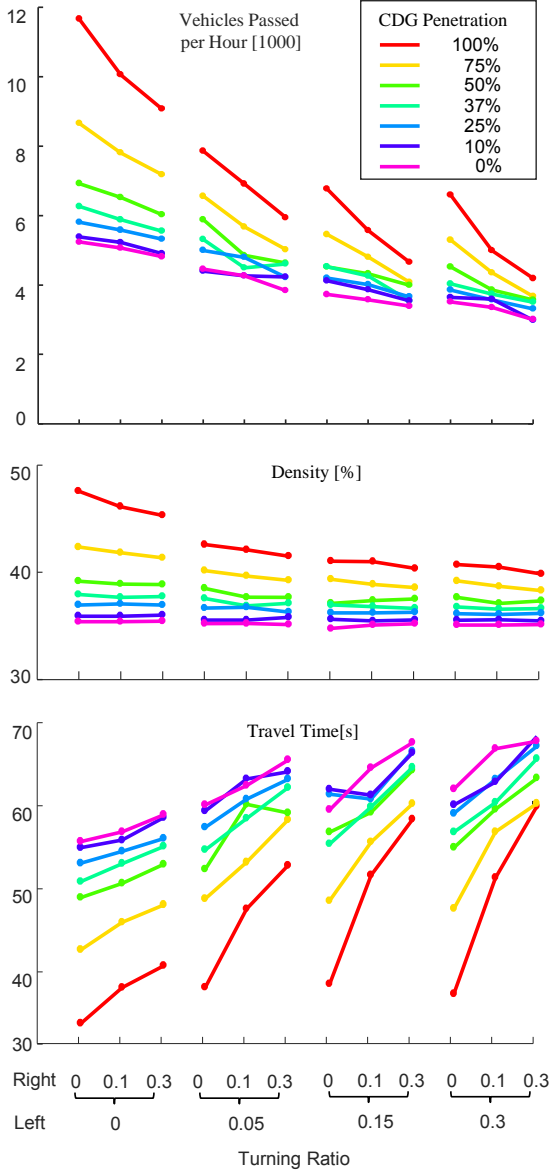 Vehicles Passed
per Hour [1000]
CDG Penetration
100%
75%
50%
37%
25%
10%
0%
12
10
8
6
4
2
0
Density [%]
50
40
30
Travel Time[s]
70
60
50
40
30
Right 0 0.1 0.3 0 0.1 0.3 0 0.1 0.3 0 0.1 0.3
Left 0 0.05 0.15 0.3
Turning Ratio